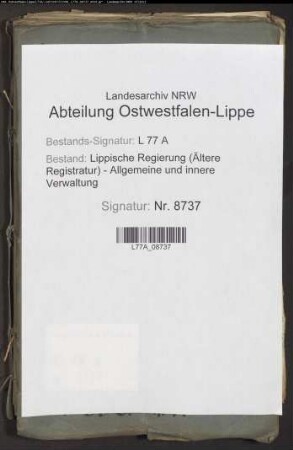 Landesarchiv NRW
Abteilung Ostwestfalen-Lippe
Bestands-Signatur: L 77 A
Bestand: Lippische Regierung (Ältere
Registratur) - Allgemeine und innere
Verwaltung
Signatur: Nr. 8737
L77A_08737